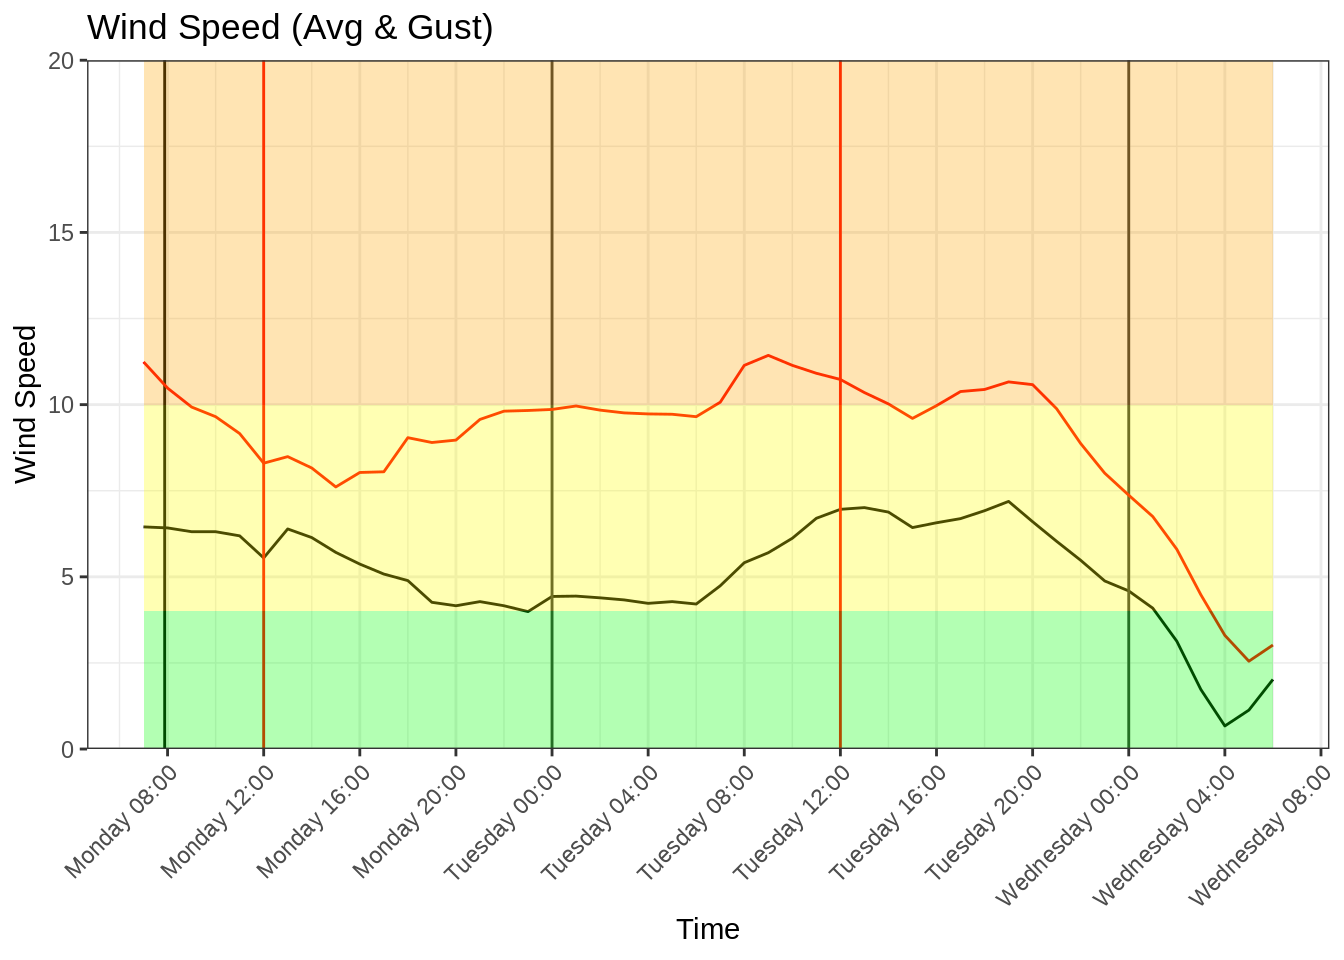 Wind Speed (Avg & Gust)
20
15
10
5
0
Wind Speed
Monday 08:00
Monday 12:00
Monday 16:00
Monday 20:00
Tuesday 00:00
Tuesday 04:00
Tuesday 08:00
Tuesday 12:00
Tuesday 16:00
Tuesday 20:00
Wednesday 00:00
Wednesday 04:00
Wednesday 08:00
Time